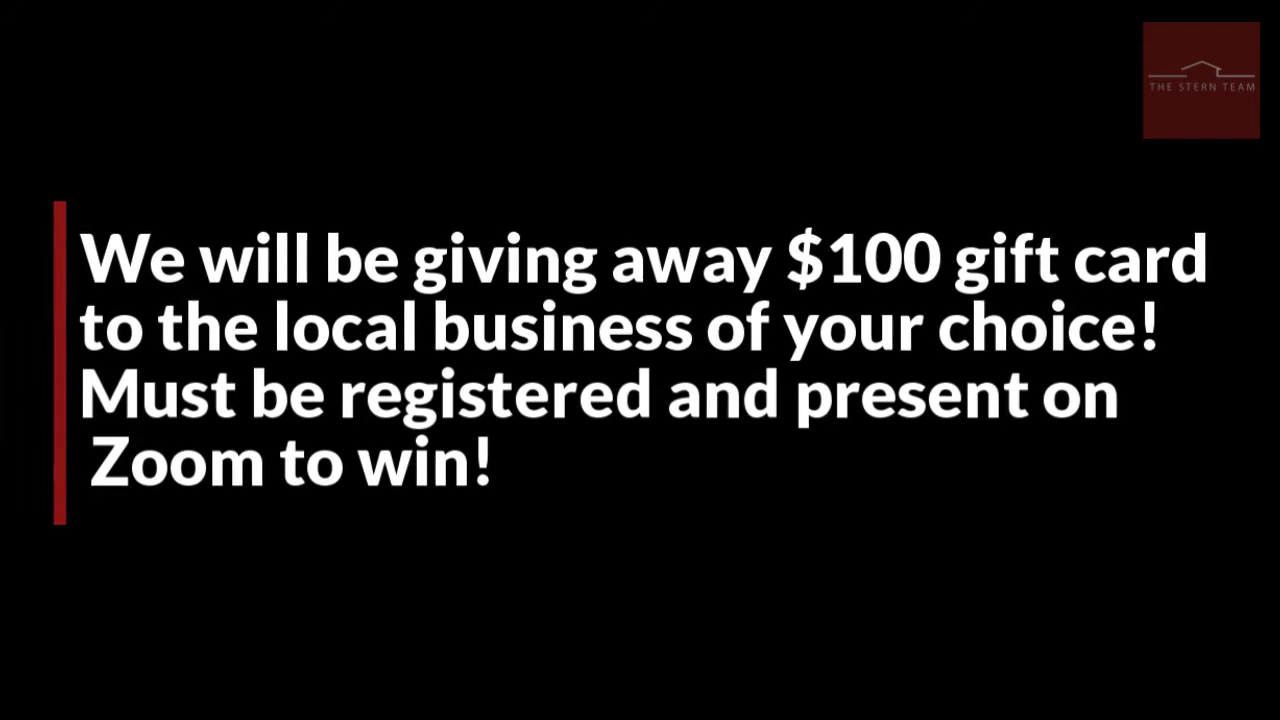 THE STERN TEAM
We will be giving away $100 gift card
to the local business of your choice!
Must be registered and present on
Zoom to win!